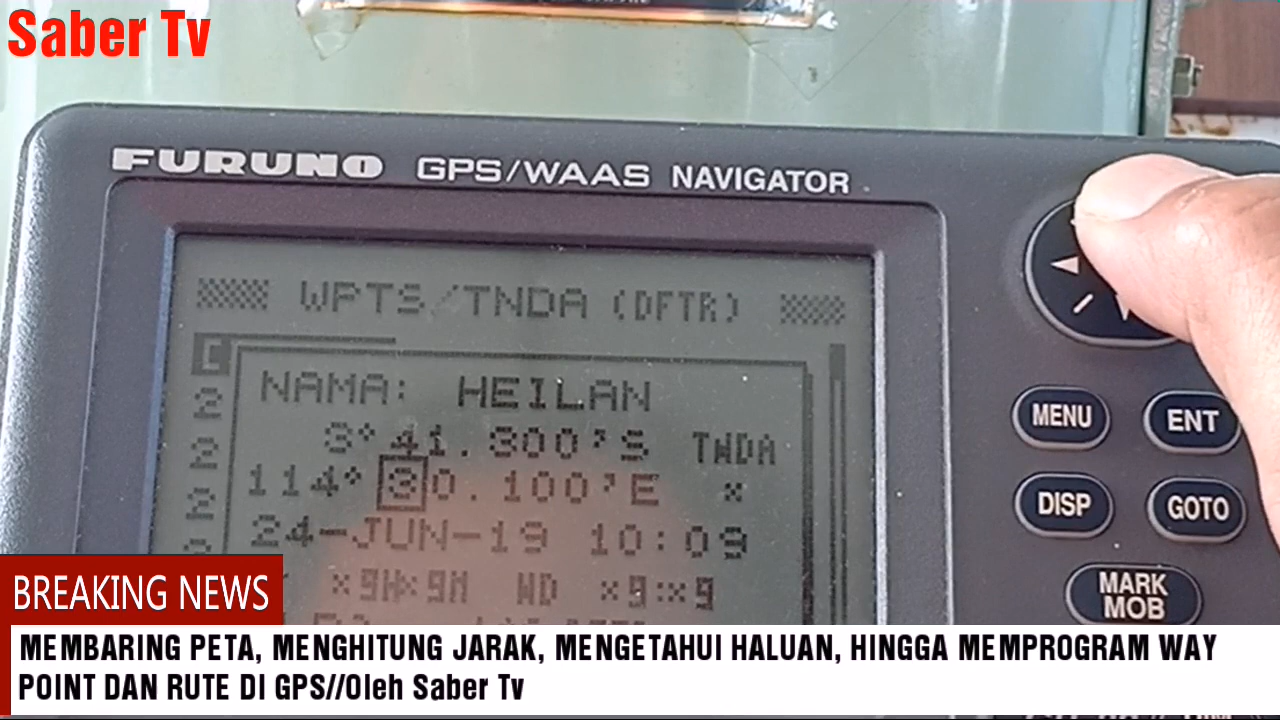 Saber Tv
FURUNO GPS/WAAS NAVIGATOR
WPTS/TNDA (DFTR)
NAMA: HEILAN
3°41.800'S TWDA
114°30.100'E
24-JUN-19 10:09
MENU
ENT
DISP
GOTO
MARK
MOB
BREAKING NEWS
MEMBARING PETA, MENGHITUNG JARAK, MENGETAHUI HALUAN, HINGGA MEMPROGRAM WAY
POINT DAN RUTE DI GPS//Oleh Saber Tv